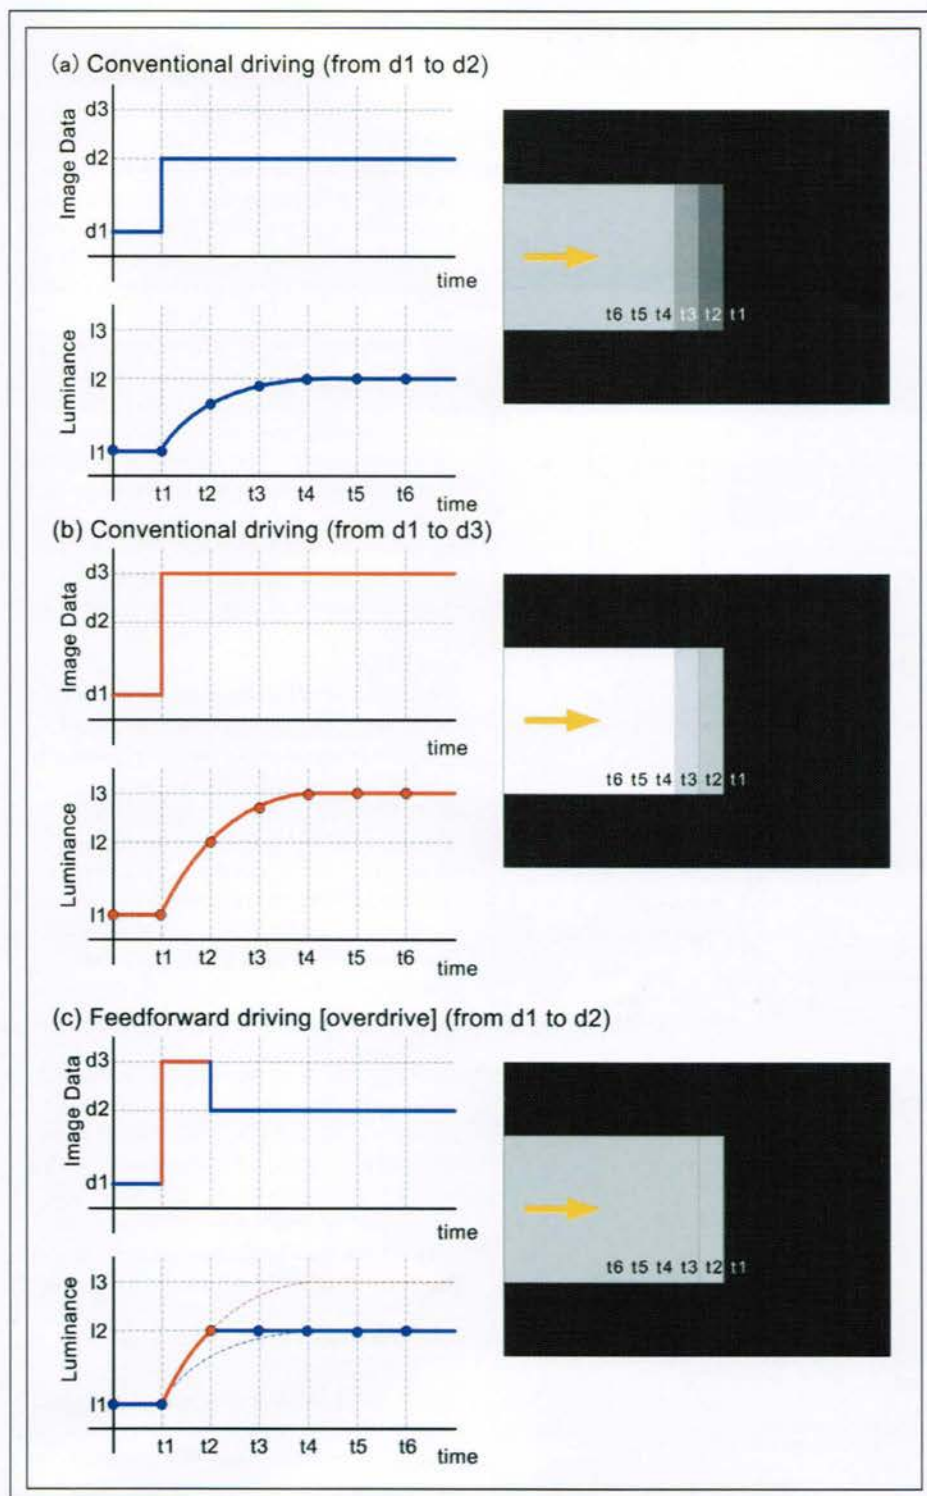 (a) Conventional driving (from d1 to d2)
Image Data
d3
d2
d1
time
Luminance
l3
l2
l1
t1 t2 t3 t4 t5 t6
time
t6 t5 t4 t3 t2 t1
(b) Conventional driving (from d1 to d3)
Image Data
d3
d2
d1
time
Luminance
l3
l2
l1
t1 t2 t3 t4 t5 t6
time
t6 t5 t4 t3 t2 t1
(c) Feedforward driving [overdrive] (from d1 to d2)
Image Data
d3
d2
d1
time
Luminance
l3
l2
l1
t1 t2 t3 t4 t5 t6
time
t6 t5 t4 t3 t2 t1